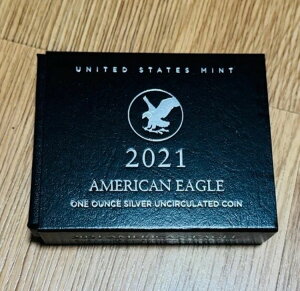 UNITED STATES MINT
2021
AMERICAN EAGLE
ONE OUNCE SILVER UNCIRCULATED COIN